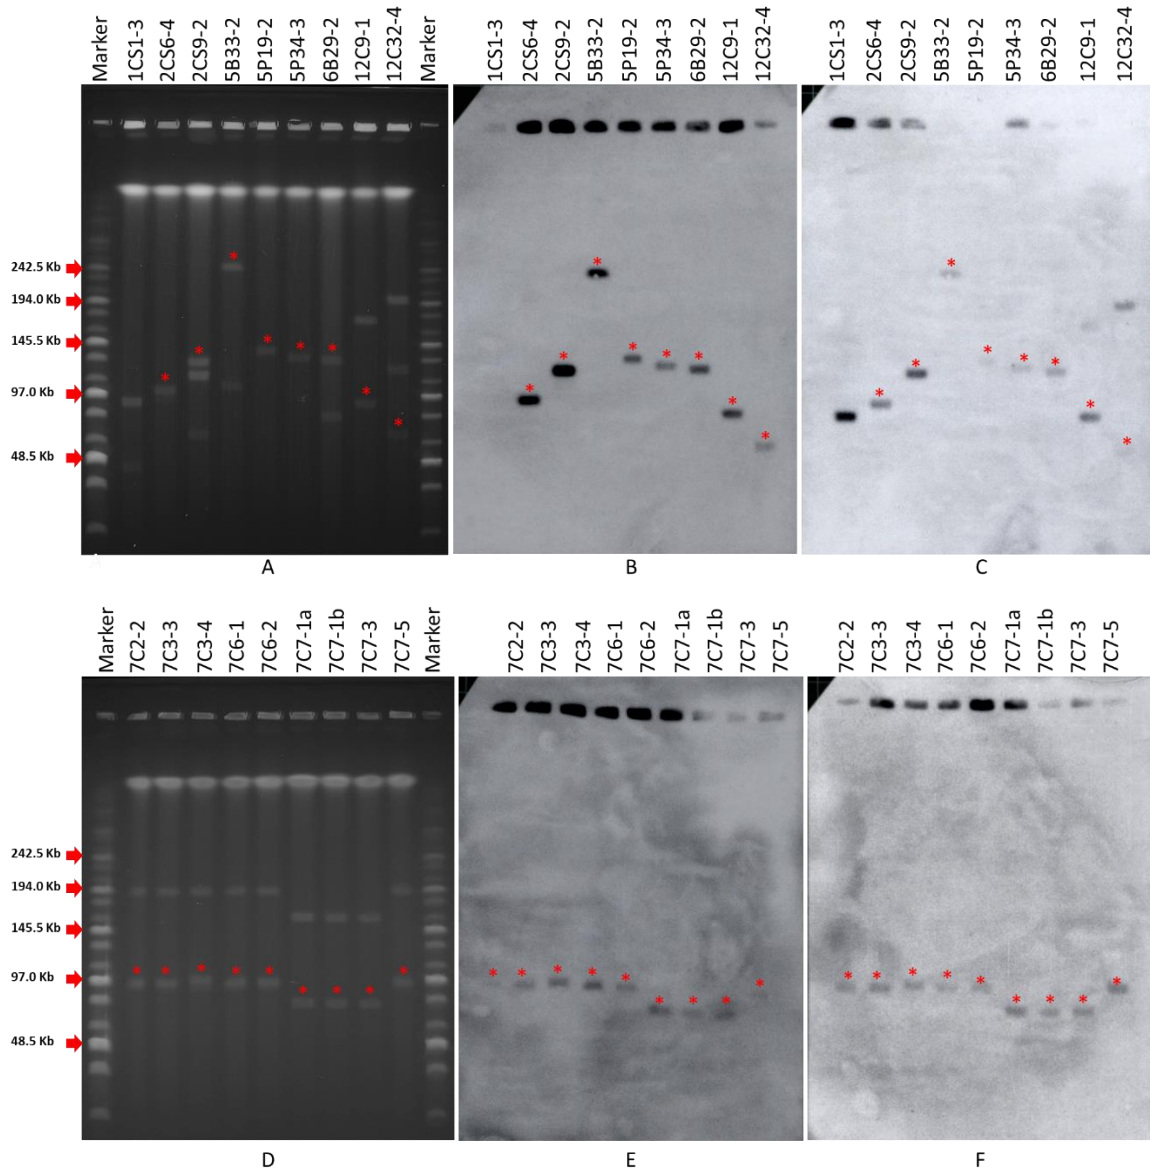 Marker 1CS1-3 2CS6-4 2CS9-2 5B33-2 5P19-2 5P34-3 6B29-2 12C9-1 12C32-4 Marker
1CS1-3 2CS6-4 2CS9-2 5B33-2 5P19-2 5P34-3 6B29-2 12C9-1 12C32-4
1CS1-3 2CS6-4 2CS9-2 5B33-2 5P19-2 5P34-3 6B29-2 12C9-1 12C32-4
242.5 Kb
194.0 Kb
145.5 Kb
97.0 Kb
48.5 Kb
A B C
Marker 7C2-2 7C3-3 7C3-4 7C6-1 7C6-2 7C7-1a 7C7-1b 7C7-3 7C7-5 Marker
7C2-2 7C3-3 7C3-4 7C6-1 7C6-2 7C7-1a 7C7-1b 7C7-3 7C7-5
7C2-2 7C3-3 7C3-4 7C6-1 7C6-2 7C7-1a 7C7-1b 7C7-3 7C7-5
242.5 Kb
194.0 Kb
145.5 Kb
97.0 Kb
48.5 Kb
D E F